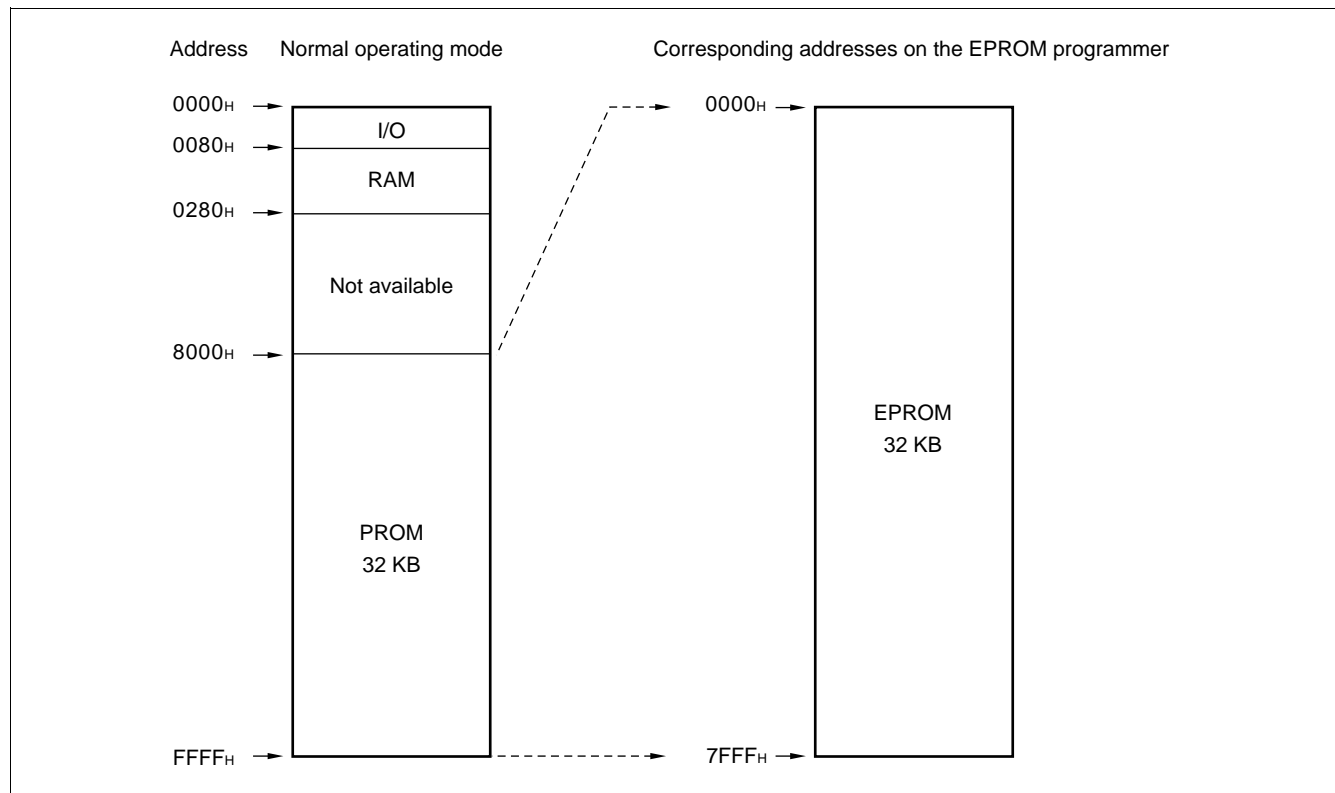 Address Normal operating mode Corresponding addresses on the EPROM programmer
0000H 0000H
I/O
0080H
RAM
0280H
Not available
8000H
EPROM
32 KB
PROM
32 KB
FFFFH 7FFFH